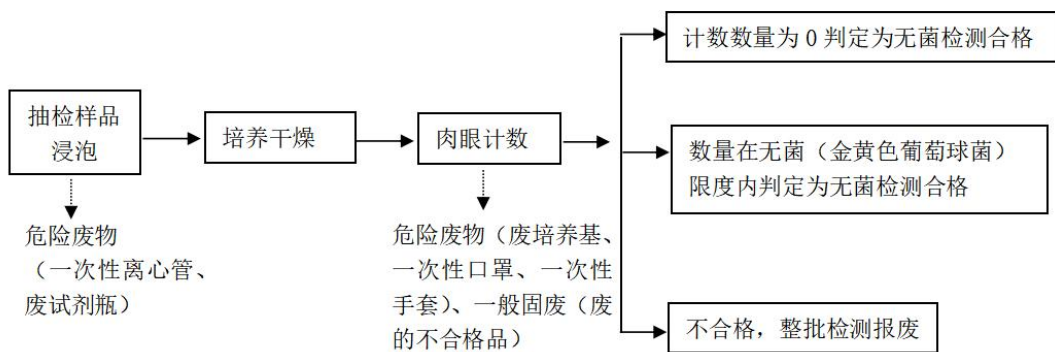 抽检样品
浸泡
培养干燥
肉眼计数
计数数量为 0 判定为无菌检测合格
数量在无菌（金黄色葡萄球菌）
限度内判定为无菌检测合格
不合格，整批检测报废
危险废物
（一次性离心管、
废试剂瓶）
危险废物（废培养基、
一次性口罩、一次性
手套）、一般固废（废
的不合格品）